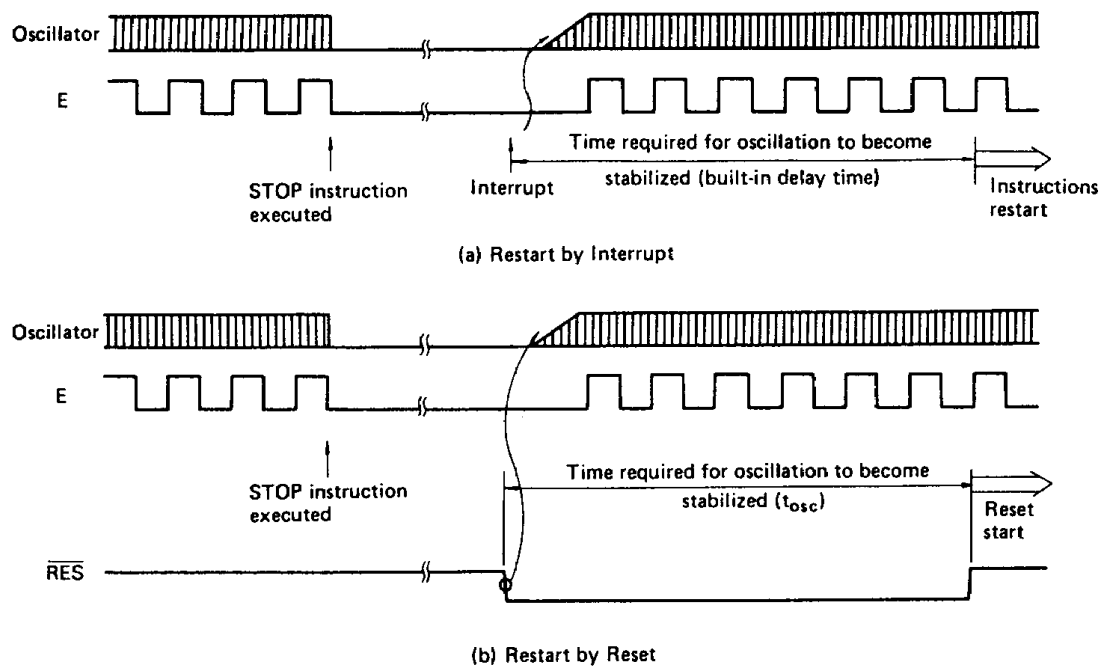 Oscillator
E
Time required for oscillation to become
stabilized (built-in delay time)
STOP instruction
executed
Interrupt
Instructions
restart
(a) Restart by Interrupt
Oscillator
E
Time required for oscillation to become
stabilized (tosc)
STOP instruction
executed
Reset
start
RES
(b) Restart by Reset